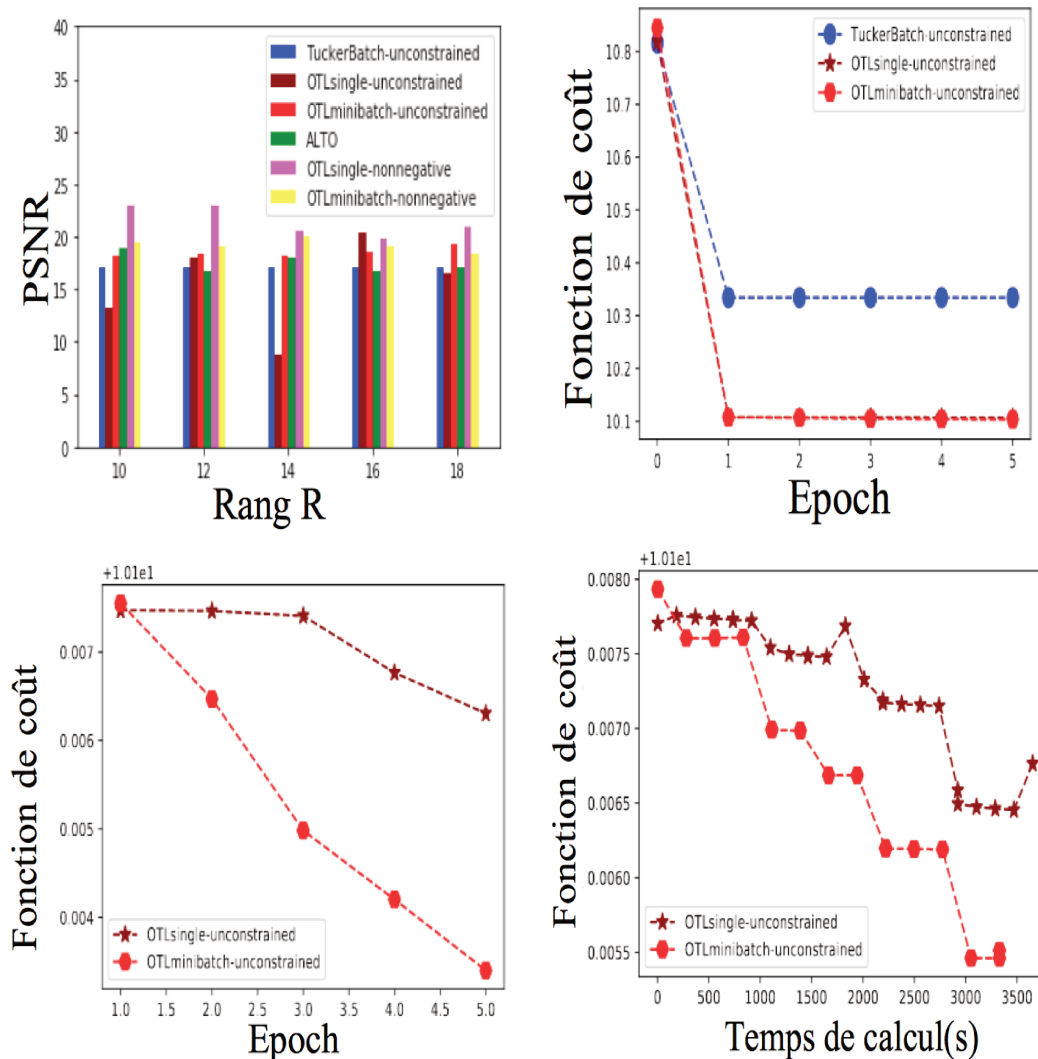 40
35
30
25
20
15
10
5
0
PSNR
TuckerBatch-unconstrained
OTLsingle-unconstrained
OTLminibatch-unconstrained
ALTO
OTLsingle-nonnegative
OTLminibatch-nonnegative
10 12 14 16 18
Rang R
10.8
10.7
10.6
10.5
10.4
10.3
10.2
10.1
Fonction de coût
TuckerBatch-unconstrained
OTLsingle-unconstrained
OTLminibatch-unconstrained
0 1 2 3 4 5
Epoch
+1.01e1
0.007
0.006
0.005
0.004
Fonction de coût
OTLsingle-unconstrained
OTLminibatch-unconstrained
1.0 1.5 2.0 2.5 3.0 3.5 4.0 4.5 5.0
Epoch
+1.01e1
0.0080
0.0075
0.0070
0.0065
0.0060
0.0055
Fonction de coût
OTLsingle-unconstrained
OTLminibatch-unconstrained
0 500 1000 1500 2000 2500 3000 3500
Temps de calcul(s)